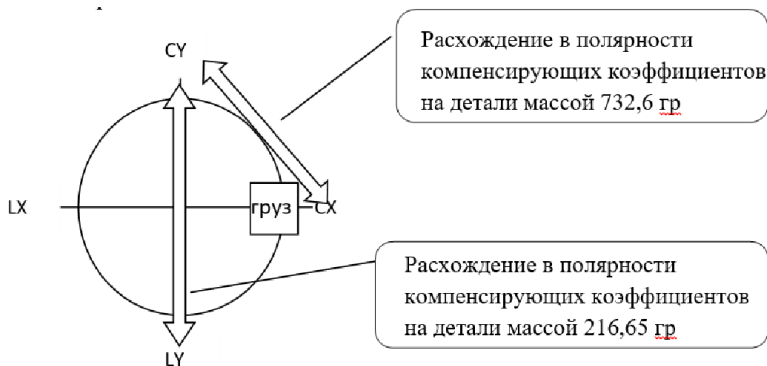 CY
Расхождение в полярности
компенсирующих коэффициентов
на детали массой 732,6 гр
LX
груз
CX
Расхождение в полярности
компенсирующих коэффициентов
на детали массой 216,65 гр
LY